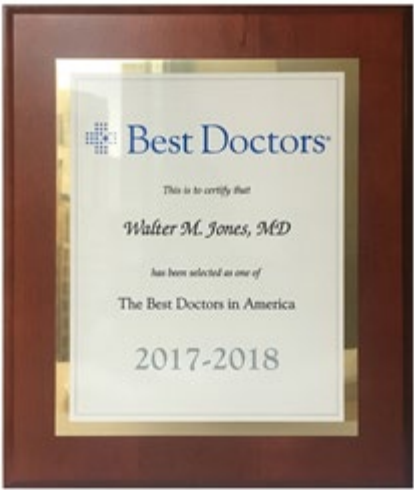 Best Doctors®
This is to certify that
Walter M. Jones, MD
has been selected as one of
The Best Doctors in America
2017-2018